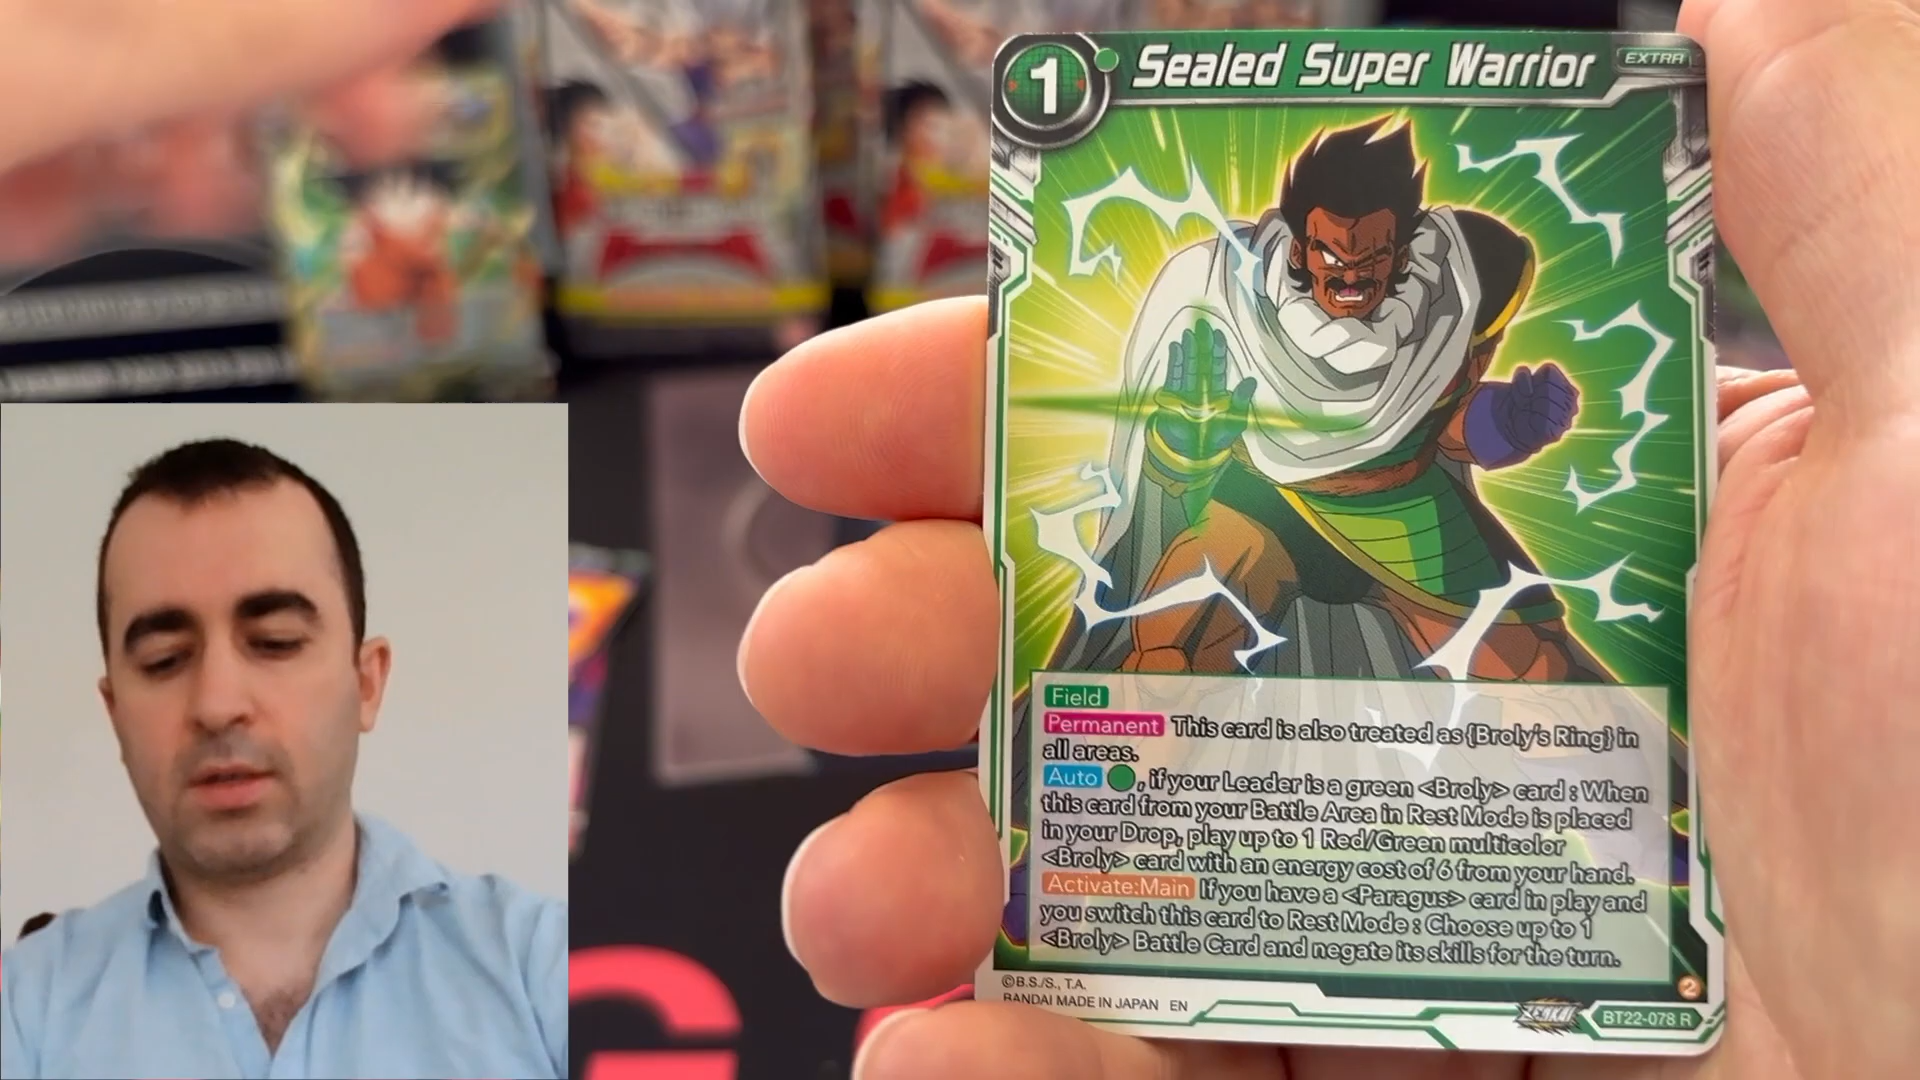 1
Sealed Super Warrior
EXTRA
Field
Permanent This card is also treated as {Broly's Ring} in
all areas.
Auto , if your Leader is a green <Broly> card : When
this card from your Battle Area in Rest Mode is placed
in your Drop, play up to 1 Red/Green multicolor
<Broly> card with an energy cost of 6 from your hand.
Activate:Main If you have a <Paragus> card in play and
you switch this card to Rest Mode : Choose up to 1
<Broly> Battle Card and negate its skills for the turn.
2
©B.S./S., T.A.
BANDAI MADE IN JAPAN EN
ZENKAI
BT22-078 R